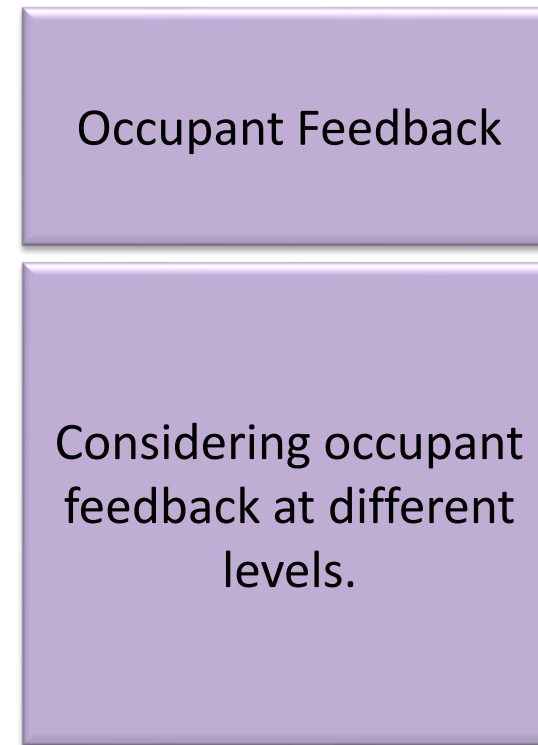 Occupant Feedback
Considering occupant
feedback at different
levels.